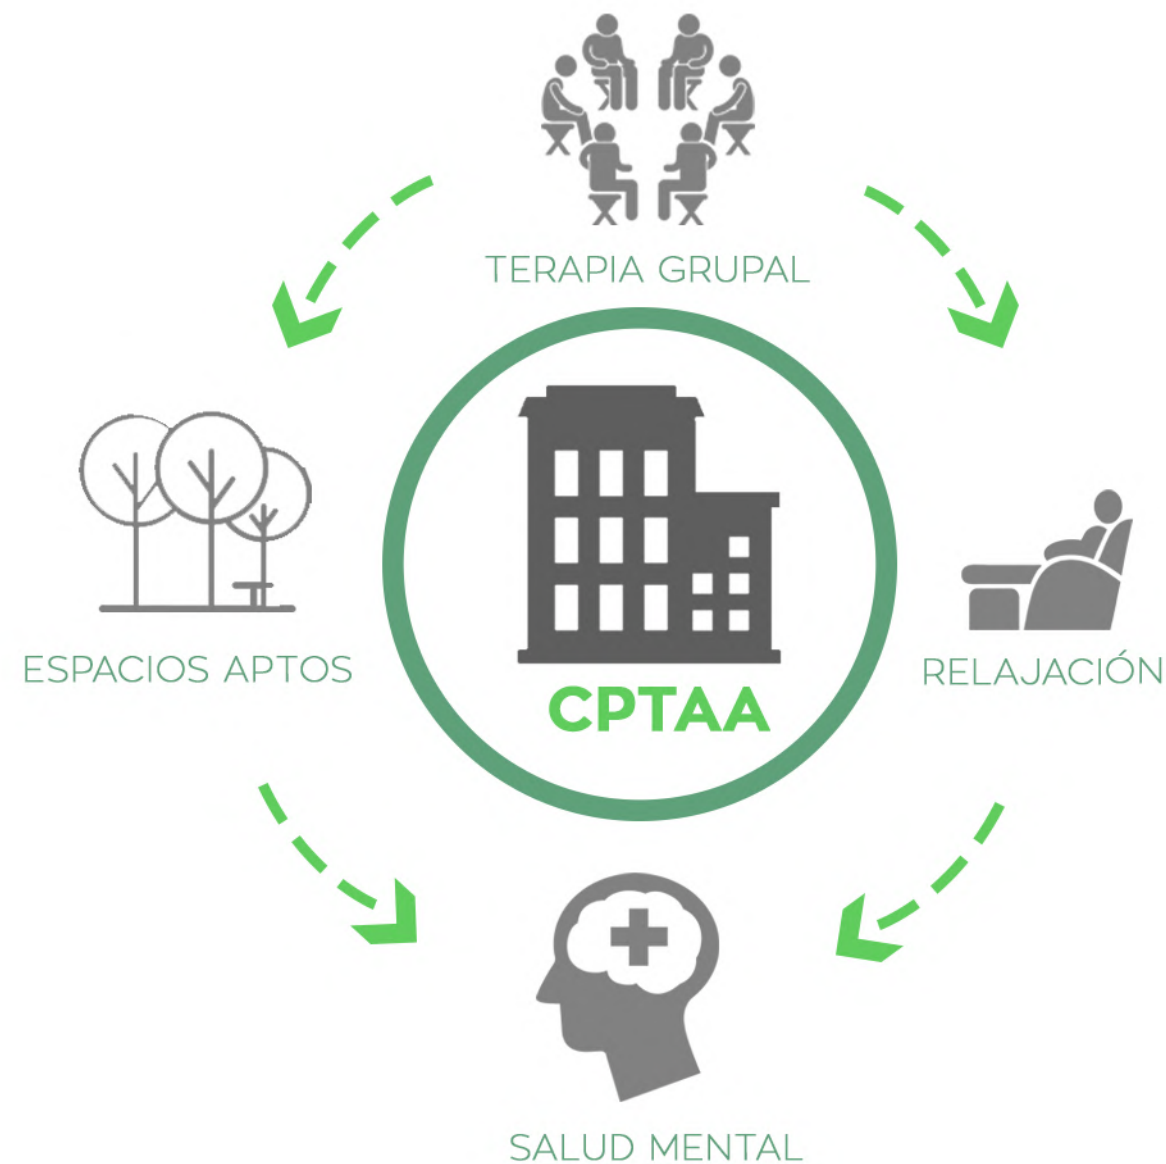 TERAPIA GRUPAL
ESPACIOS APTOS
CPTAA
RELAJACIÓN
SALUD MENTAL